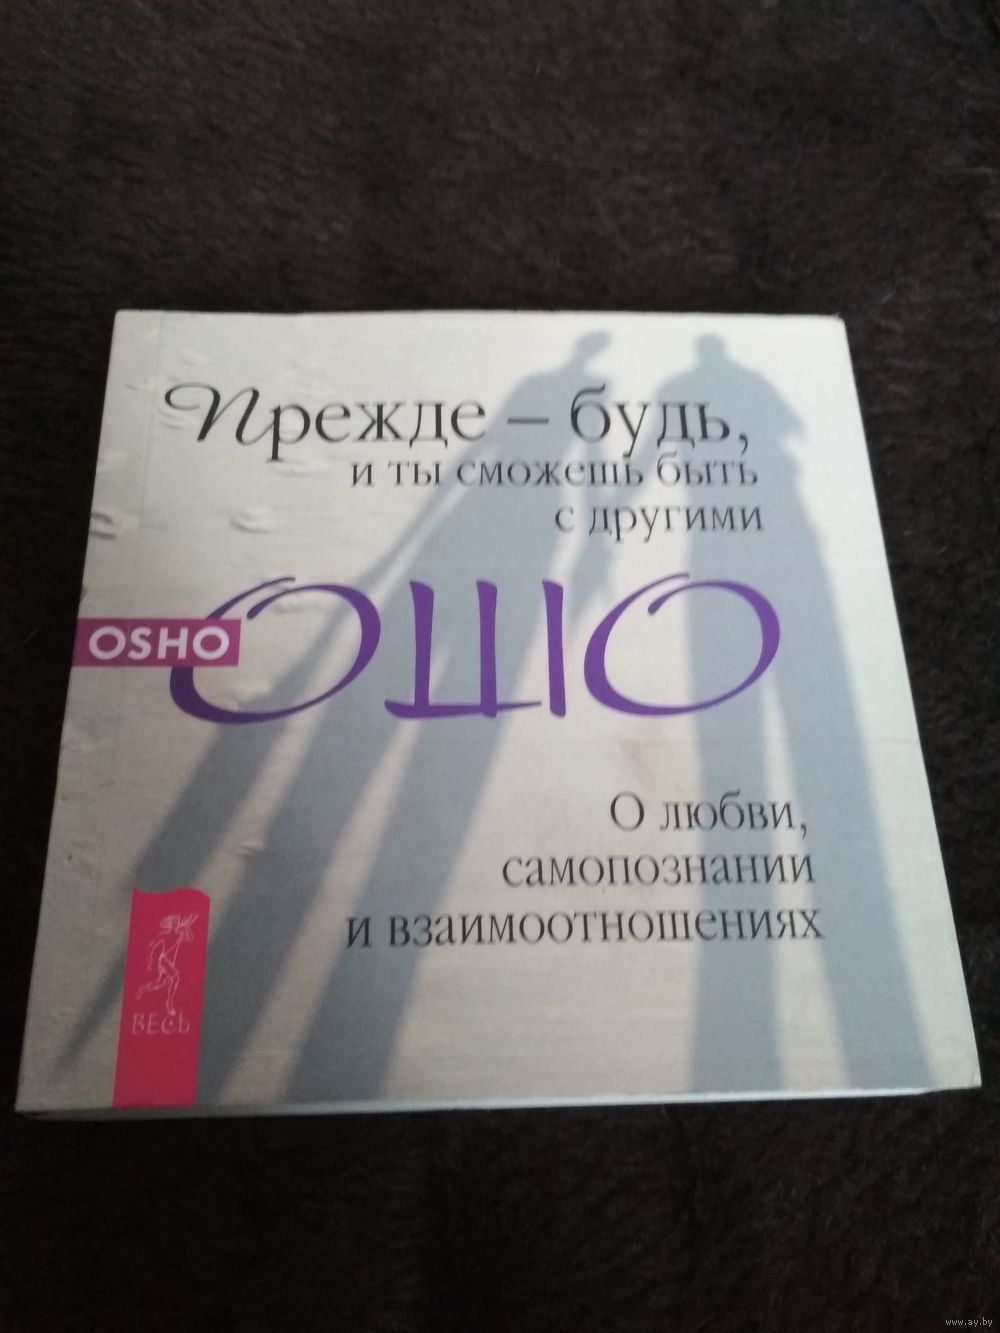 Прежде – будь,
и ты сможешь быть
с другими
OSHO
ОШО
О любви,
самопознании
и взаимоотношениях
ВЕСЬ
www.ay.by